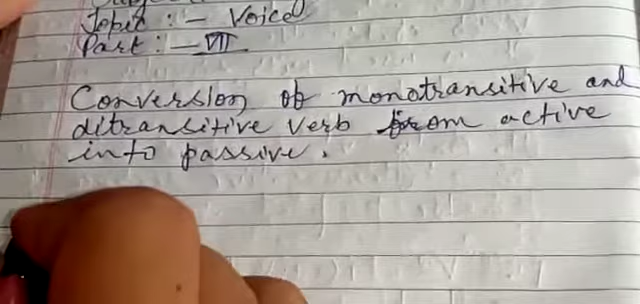 Topic :- Voice
Part :- VII
Conversion of monotransitive and
ditransitive verb from active
into passive.